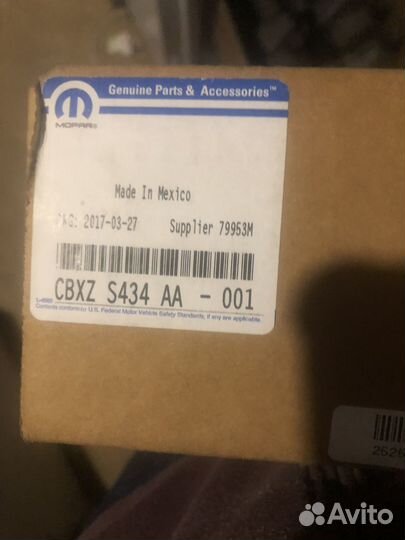 Genuine Parts & Accessories™
MOPAR®
Made In Mexico
2017-03-27 Supplier 79953M
CBXZ S434 AA - 001
Contents conform to U.S. Federal Motor Vehicle Safety Standards, if any are applicable.
Avito